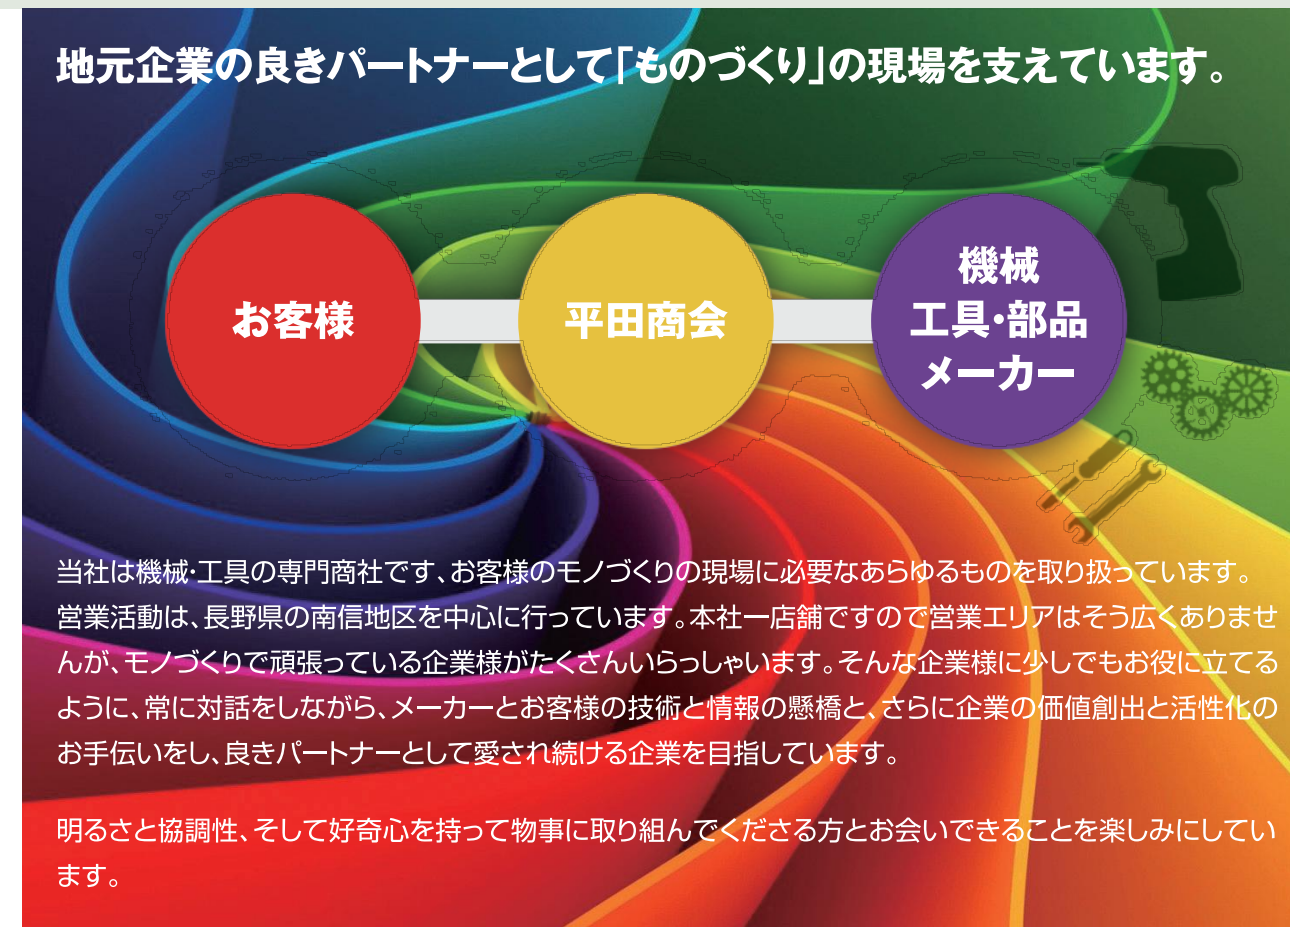 地元企業の良きパートナーとして「ものづくり」の現場を支えています。
お客様
平田商会
機械
工具・部品
メーカー
当社は機械・工具の専門商社です、お客様のモノづくりの現場に必要なあらゆるものを取り扱っています。
営業活動は、長野県の南信地区を中心に行っています。本社一店舗ですので営業エリアはそう広くありませ
んが、モノづくりで頑張っている企業様がたくさんいらっしゃいます。そんな企業様に少しでもお役に立てる
ように、常に対話をしながら、メーカーとお客様の技術と情報の懸橋と、さらに企業の価値創出と活性化の
お手伝いをし、良きパートナーとして愛され続ける企業を目指しています。
明るさと協調性、そして好奇心を持って物事に取り組んでくださる方とお会いできることを楽しみにしてい
ます。